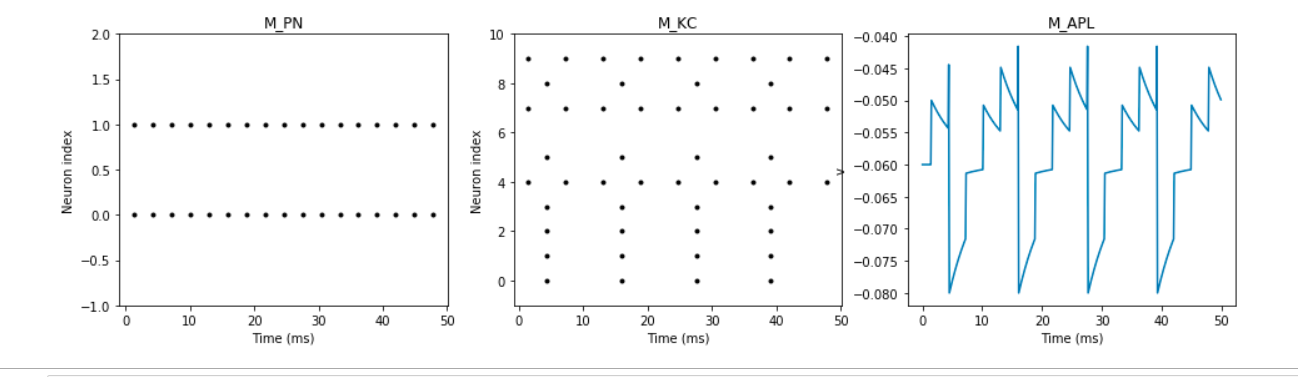 M_PN
2.0
1.5
1.0
0.5
0.0
−0.5
−1.0
Neuron index
0 10 20 30 40 50
Time (ms)
M_KC
10
8
6
4
2
0
Neuron index
0 10 20 30 40 50
Time (ms)
M_APL
−0.040
−0.045
−0.050
−0.055
−0.060
−0.065
−0.070
−0.075
−0.080
v
0 10 20 30 40 50
Time (ms)